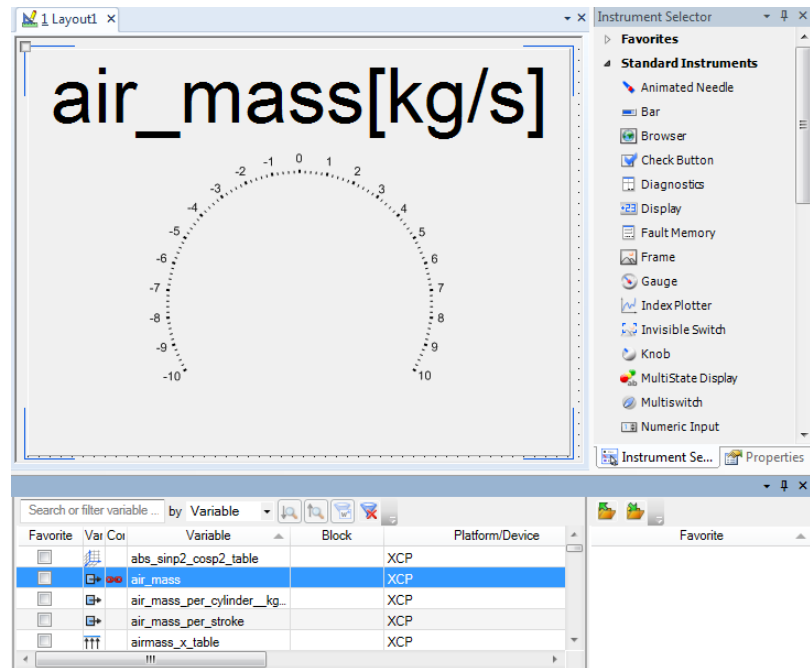 1 Layout1
air_mass[kg/s]
-10
-9
-8
-7
-6
-5
-4
-3
-2
-1
0
1
2
3
4
5
6
7
8
9
10
Instrument Selector
Favorites
Standard Instruments
Animated Needle
Bar
Browser
Check Button
Diagnostics
Display
Fault Memory
Frame
Gauge
Index Plotter
Invisible Switch
Knob
MultiState Display
Multiswitch
Numeric Input
Instrument Se... Properties
Search or filter variable ... by Variable
Favorite Var Cor Variable Block Platform/Device
abs_sinp2_cosp2_table XCP
air_mass XCP
air_mass_per_cylinder__kg... XCP
air_mass_per_stroke XCP
airmass_x_table XCP
Favorite